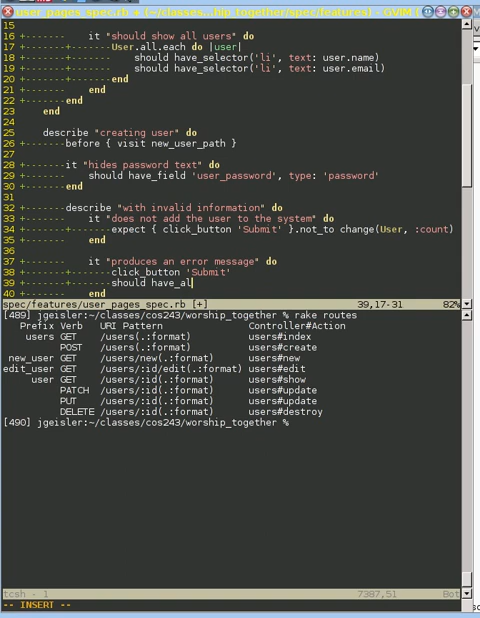 user_pages_spec.rb + (~/classes...hip_together/spec/features) - GVIM
15
16 +-------    it "should show all users" do
17 +-------+-------User.all.each do |user|
18 +-------+-------    should have_selector('li', text: user.name)
19 +-------+-------    should have_selector('li', text: user.email)
20 +-------+-------end
21 +-------    end
22 +-------end
23     end
24
25     describe "creating user" do
26 +-------before { visit new_user_path }
27
28 +-------it "hides password text" do
29 +-------    should have_field 'user_password', type: 'password'
30 +-------end
31
32 +-------describe "with invalid information" do
33 +-------    it "does not add the user to the system" do
34 +-------+-------expect { click_button 'Submit' }.not_to change(User, :count)
35 +-------    end
36
37 +-------    it "produces an error message" do
38 +-------+-------click_button 'Submit'
39 +-------+-------should have_al
40 +-------    end
spec/features/user_pages_spec.rb [+] 39,17-31 82%
[489] jgeisler:~/classes/cos243/worship_together % rake routes
   Prefix Verb   URI Pattern               Controller#Action
    users GET    /users(.:format)          users#index
          POST   /users(.:format)          users#create
 new_user GET    /users/new(.:format)      users#new
edit_user GET    /users/:id/edit(.:format) users#edit
     user GET    /users/:id(.:format)      users#show
          PATCH  /users/:id(.:format)      users#update
          PUT    /users/:id(.:format)      users#update
          DELETE /users/:id(.:format)      users#destroy
[490] jgeisler:~/classes/cos243/worship_together %
tcsh - 1 7387,51 Bot
-- INSERT --